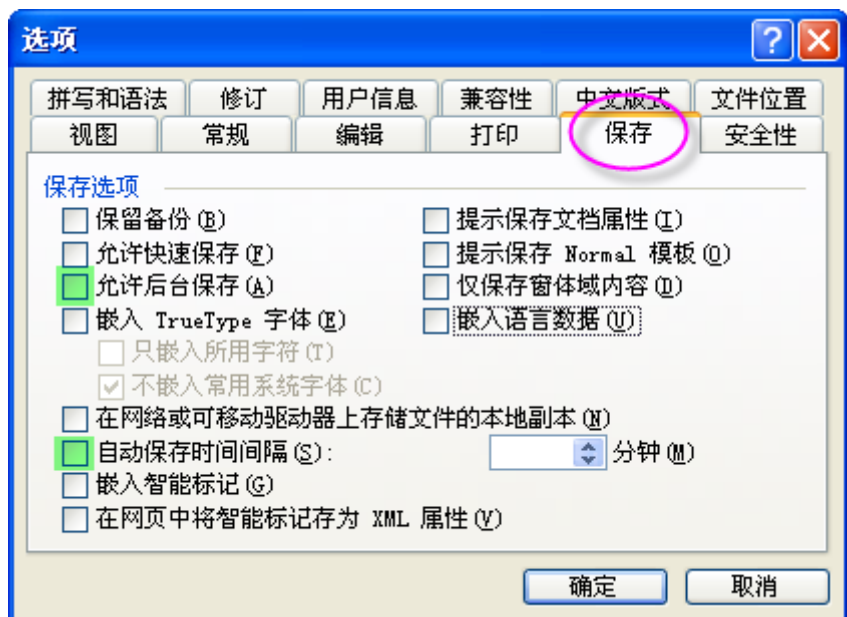 选项
拼写和语法 修订 用户信息 兼容性 中文版式 文件位置
视图 常规 编辑 打印 保存 安全性
保存选项
保留备份(B) 提示保存文档属性(I)
允许快速保存(F) 提示保存 Normal 模板(O)
允许后台保存(A) 仅保存窗体域内容(D)
嵌入 TrueType 字体(E) 嵌入语言数据(U)
只嵌入所用字符(T)
不嵌入常用系统字体(C)
在网络或可移动驱动器上存储文件的本地副本(N)
自动保存时间间隔(S): 分钟(M)
嵌入智能标记(G)
在网页中将智能标记存为 XML 属性(V)
确定 取消